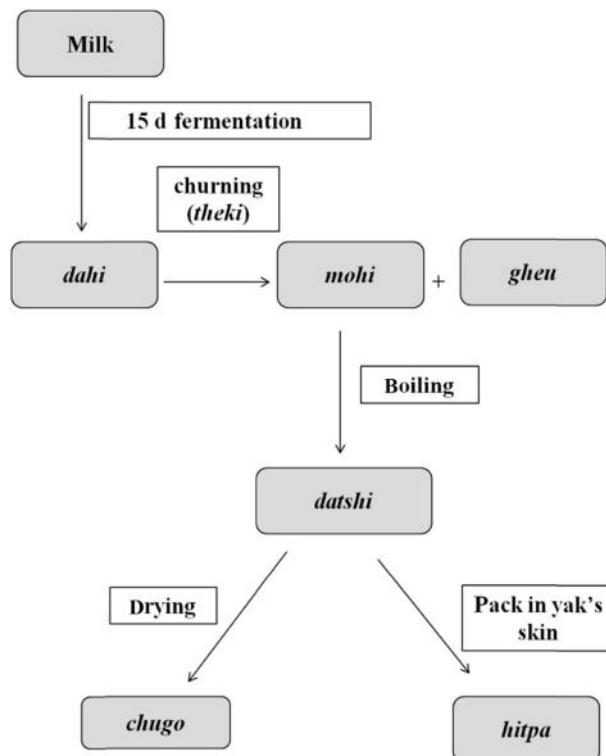 Milk
15 d fermentation
churning
(theki)
dahi
mohi
+
gheu
Boiling
datshi
Drying
Pack in yak's
skin
chugo
hitpa